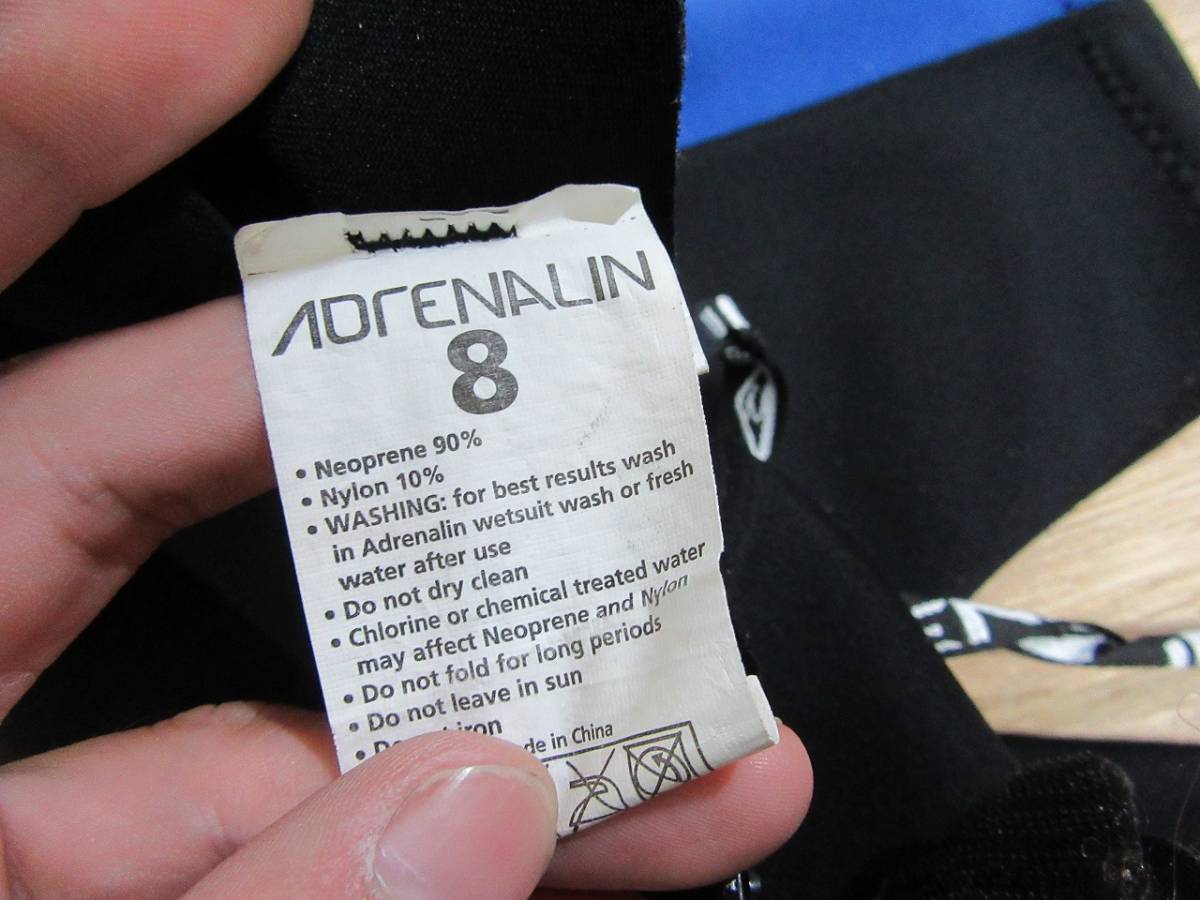 ADrENALIN
8
• Neoprene 90%
• Nylon 10%
• WASHING: for best results wash
in Adrenalin wetsuit wash or fresh
water after use
• Do not dry clean
• Chlorine or chemical treated water
may affect Neoprene and Nylon
• Do not fold for long periods
• Do not leave in sun
• iron
de in China